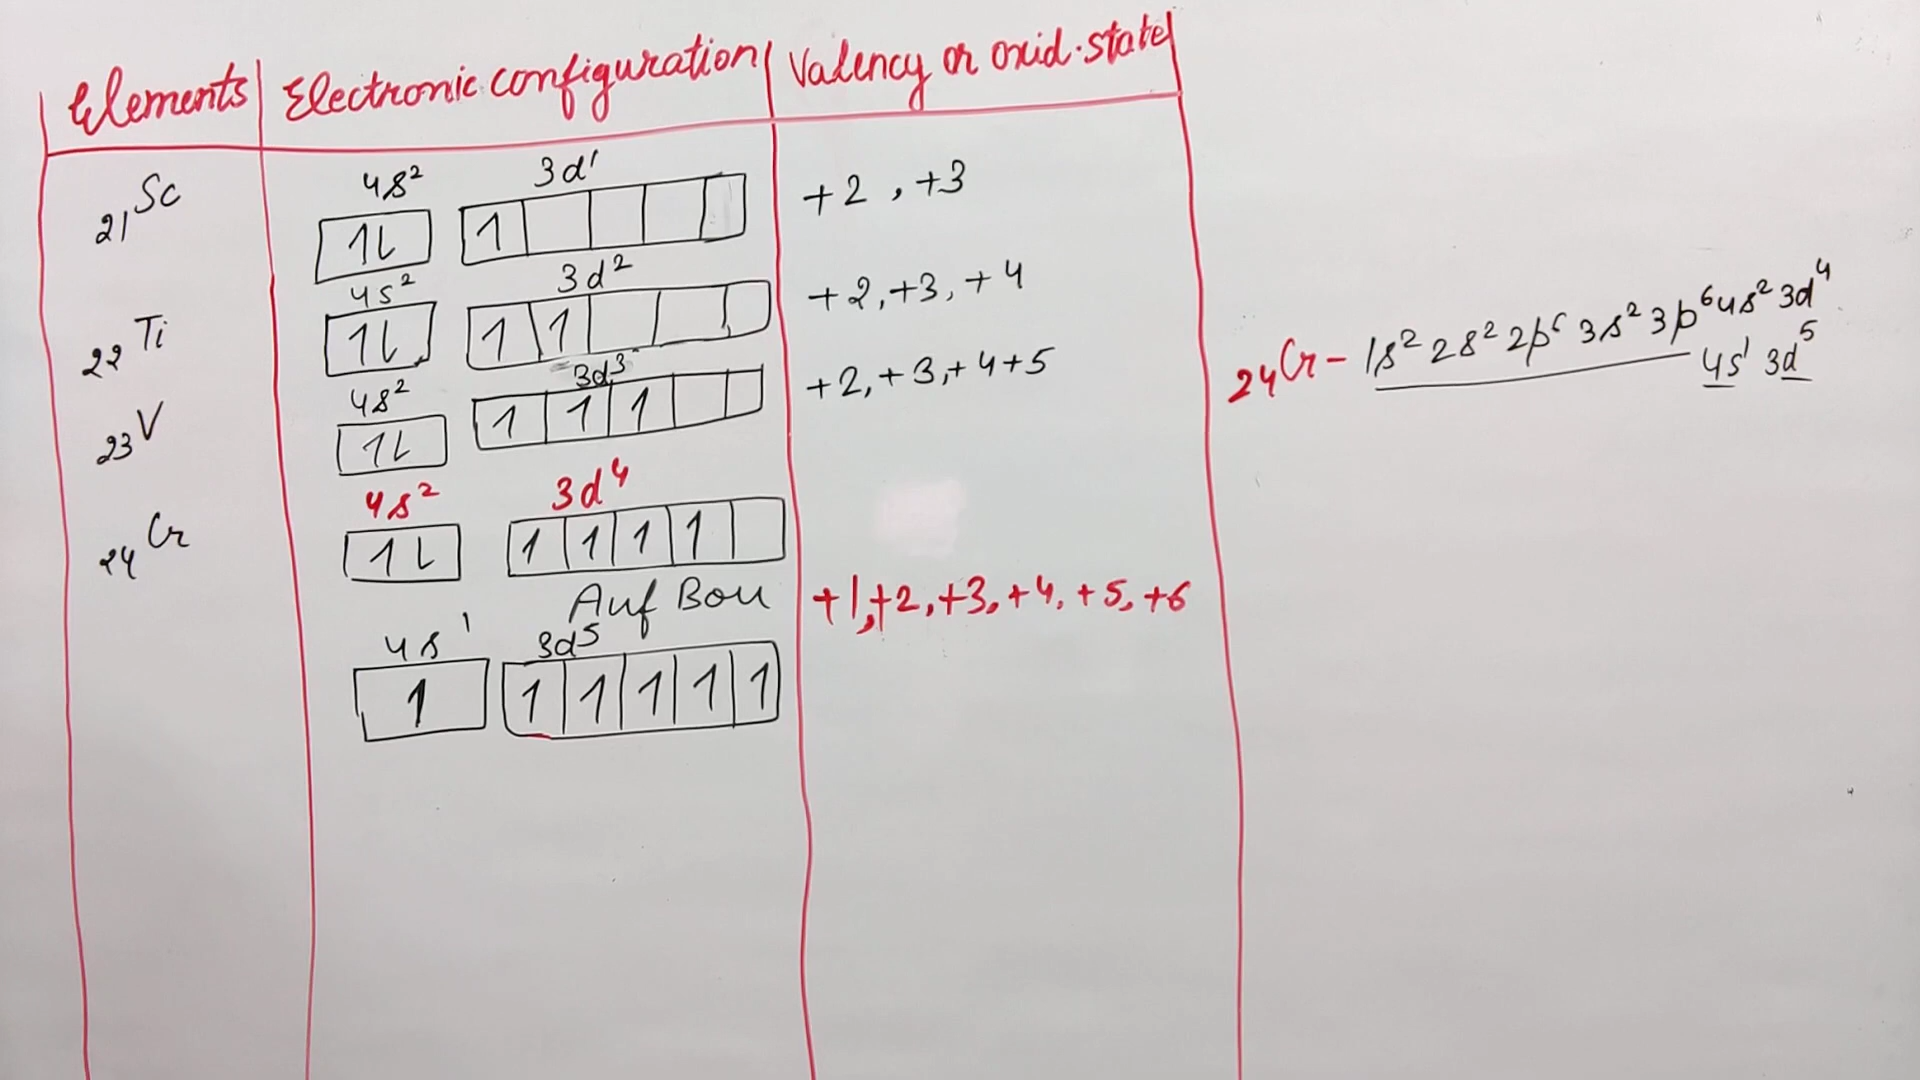 Elements Electronic configuration Valency or oxid. state
21Sc 4s² 3d¹ +2, +3
1l 1
22Ti 4s² 3d² +2, +3, +4
1l 1 1
23V 4s² 3d³ +2, +3, +4 +5
1l 1 1 1
24Cr 4s² 3d⁴
1l 1 1 1 1
Auf Bou +1, +2, +3, +4, +5, +6
4s¹ 3d⁵
1 1 1 1 1 1
24Cr – 1s² 2s² 2p⁶ 3s² 3p⁶ 4s² 3d⁴
4s¹ 3d⁵